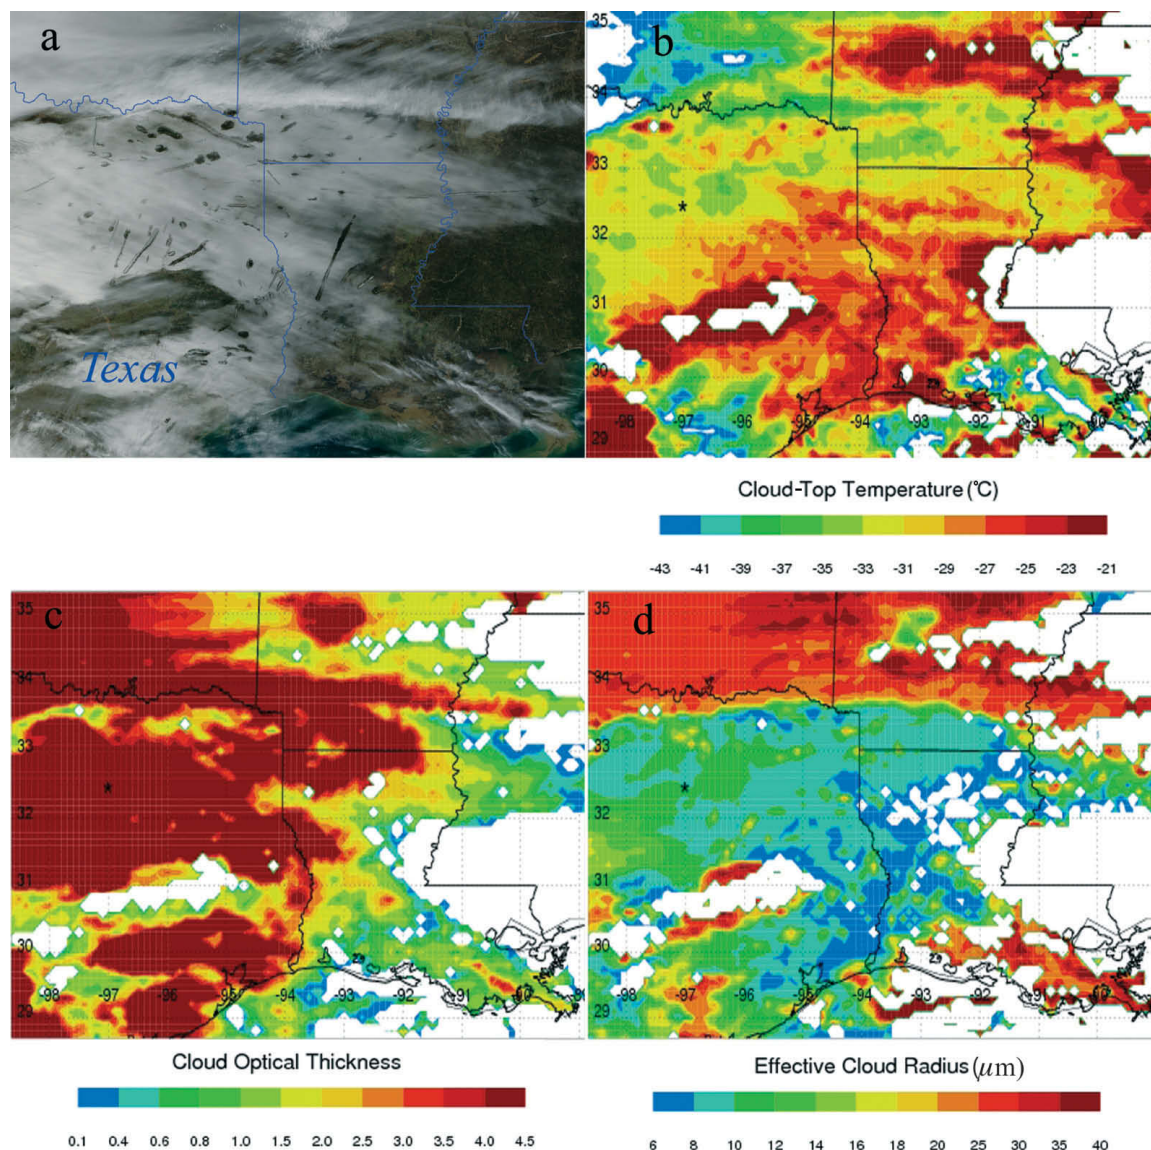 a
Texas
b
35
34
33
*
32
31
30
-98 -97 -96 -95 -94 -93 -92 -91 -90
29
Cloud-Top Temperature (°C)
-43 -41 -39 -37 -35 -33 -29 -27 -25 -23 -21
c
35
34
33
*
32
31
30
-98 -97 -96 -95 -94 -93 -92 -91 -90
29
Cloud Optical Thickness
0.1 0.4 0.6 0.8 1.0 1.5 2.0 2.5 3.0 3.5 4.0 4.5
d
35
34
33
*
32
31
30
-98 -97 -96 -95 -94 -93 -92 -91
29
Effective Cloud Radius (μm)
6 8 10 12 14 16 18 20 25 30 35 40